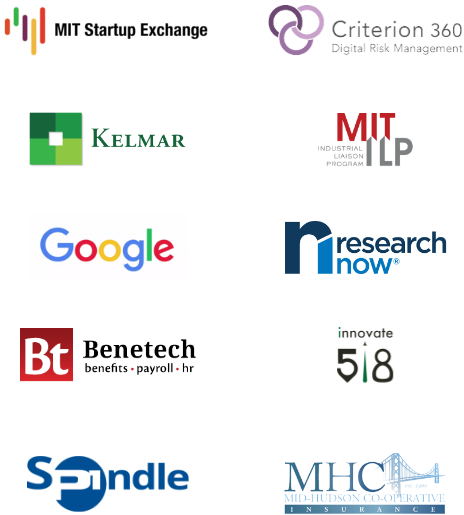 MIT Startup Exchange
Criterion 360
Digital Risk Management
KELMAR
MIT
INDUSTRIAL
LIAISON
PROGRAM
ILP
Google
research
now®
Bt
Benetech
benefits • payroll • hr
innovate
518
Spindle
MHC
MID-HUDSON CO-OPERATIVE
INSURANCE